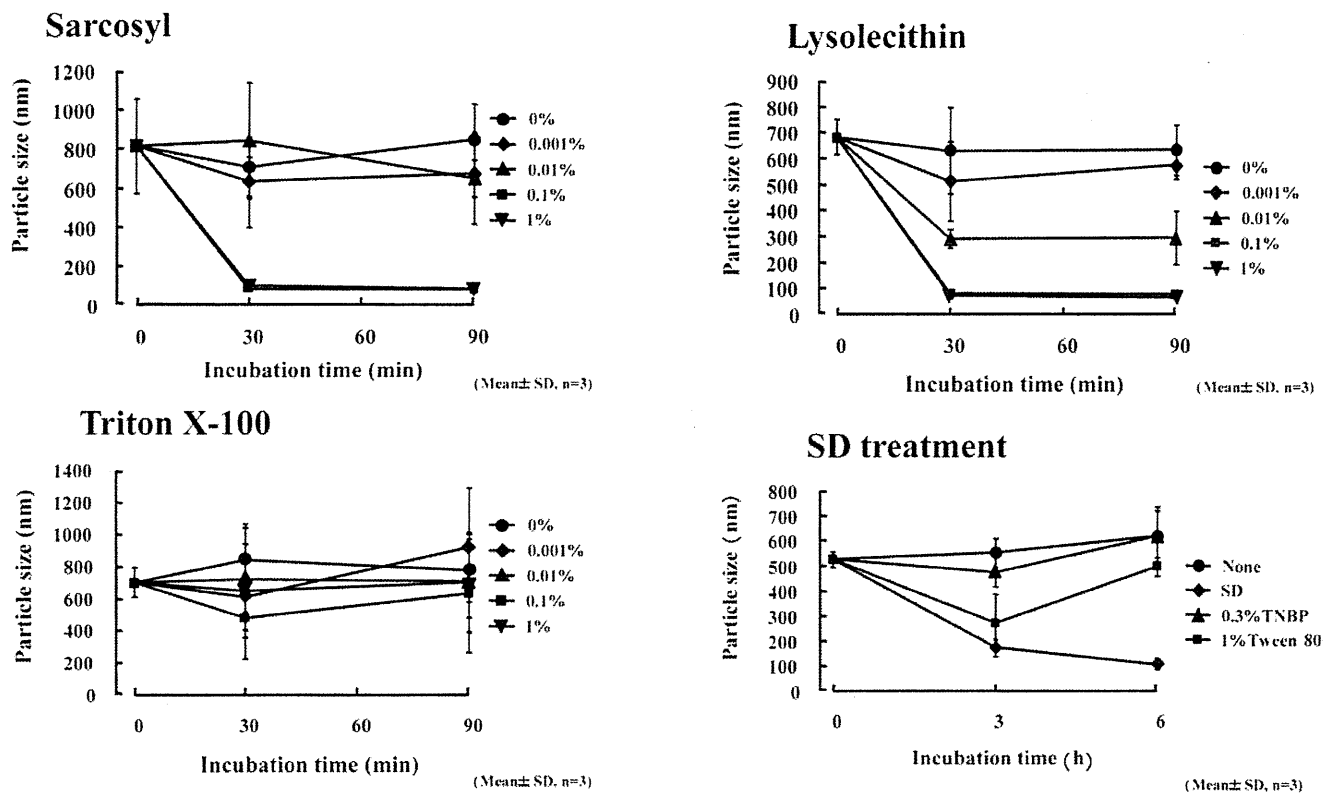 Sarcosyl
1200
1000
800
600
400
200
0
Particle size (nm)
0 30 60 90
Incubation time (min)
(Mean± SD, n=3)
0%
0.001%
0.01%
0.1%
1%
Lysolecithin
900
800
700
600
500
400
300
200
100
0
Particle size (nm)
0 30 60 90
Incubation time (min)
(Mean± SD, n=3)
0%
0.001%
0.01%
0.1%
1%
Triton X-100
1400
1200
1000
800
600
400
200
0
Particle size (nm)
0 30 60 90
Incubation time (min)
(Mean± SD, n=3)
0%
0.001%
0.01%
0.1%
1%
SD treatment
800
700
600
500
400
300
200
100
0
Particle size (nm)
0 3 6
Incubation time (h)
(Mean± SD, n=3)
None
SD
0.3%TNBP
1%Tween 80